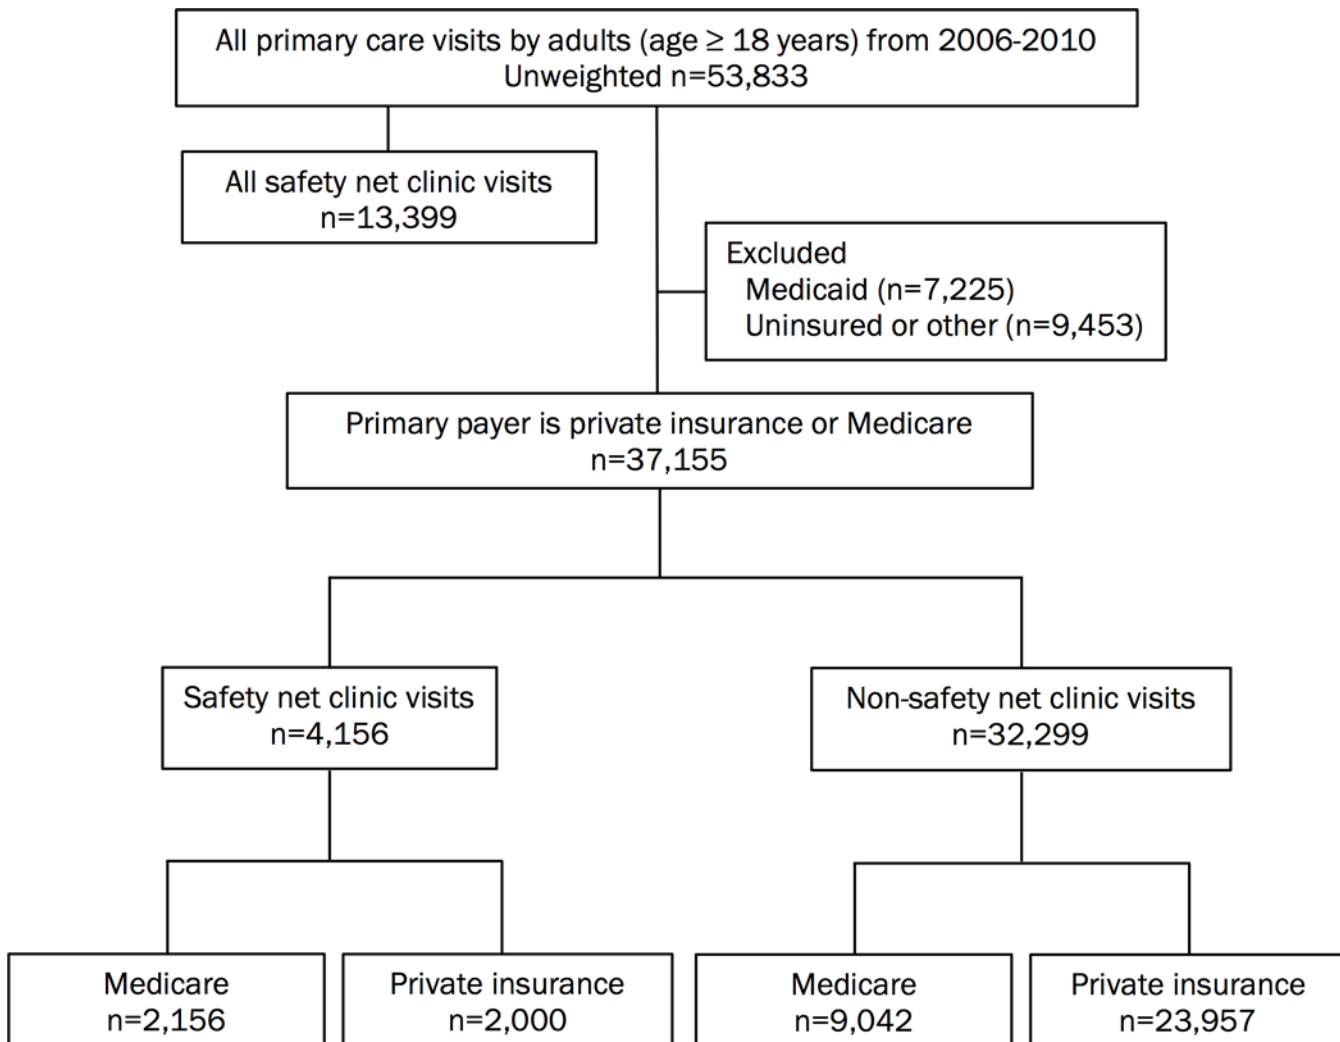 All primary care visits by adults (age ≥ 18 years) from 2006-2010
Unweighted n=53,833
All safety net clinic visits
n=13,399
Excluded
Medicaid (n=7,225)
Uninsured or other (n=9,453)
Primary payer is private insurance or Medicare
n=37,155
Safety net clinic visits
n=4,156
Non-safety net clinic visits
n=32,299
Medicare
n=2,156
Private insurance
n=2,000
Medicare
n=9,042
Private insurance
n=23,957